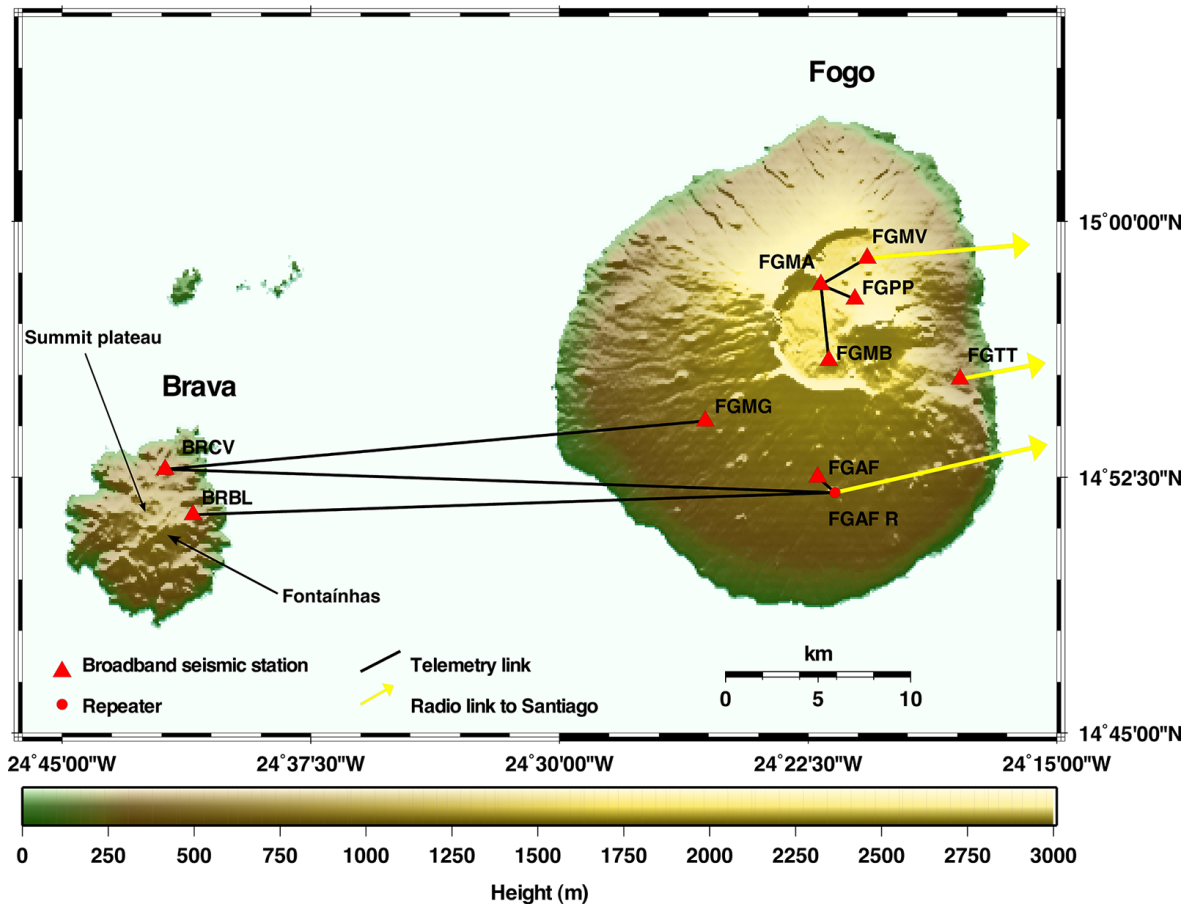 Fogo
15˚00'00"N
FGMV
FGMA
FGPP
Summit plateau
FGMB
FGTT
Brava
FGMG
BRCV
FGAF
14˚52'30"N
BRBL
FGAF R
Fontaínhas
km
Broadband seismic station
Telemetry link
0 5 10
Repeater
Radio link to Santiago
14˚45'00"N
24˚45'00"W 24˚37'30"W 24˚30'00"W 24˚22'30"W 24˚15'00"W
0 250 500 750 1000 1250 1500 1750 2000 2250 2500 2750 3000
Height (m)